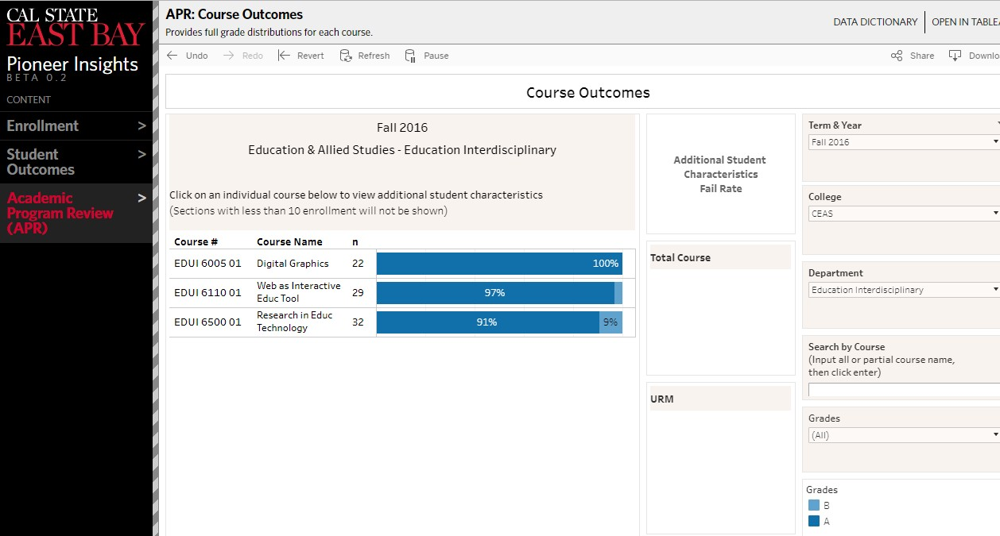 CAL STATE
EAST BAY
Pioneer Insights
BETA 0.2
CONTENT
Enrollment >
Student >
Outcomes
Academic >
Program Review
(APR)
APR: Course Outcomes
Provides full grade distributions for each course.
DATA DICTIONARY OPEN IN TABLEA
Undo Redo Revert Refresh Pause Share Downlo
Course Outcomes
Fall 2016
Education & Allied Studies - Education Interdisciplinary
Click on an individual course below to view additional student characteristics
(Sections with less than 10 enrollment will not be shown)
Course # Course Name n
EDUI 6005 01 Digital Graphics 22 100%
EDUI 6110 01 Web as Interactive Educ Tool 29 97%
EDUI 6500 01 Research in Educ Technology 32 91% 9%
Additional Student
Characteristics
Fail Rate
Total Course
URM
Term & Year
Fall 2016
College
CEAS
Department
Education Interdisciplinary
Search by Course
(Input all or partial course name,
then click enter)
Grades
(All)
Grades
B
A